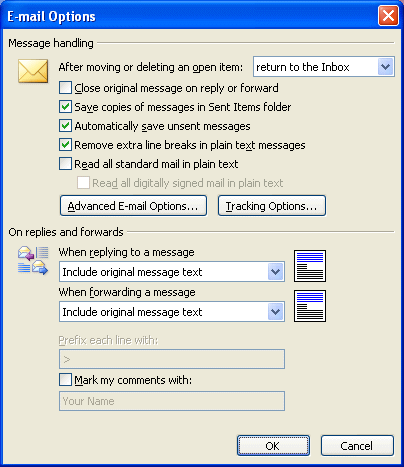 E-mail Options
Message handling
After moving or deleting an open item: return to the Inbox
Close original message on reply or forward
Save copies of messages in Sent Items folder
Automatically save unsent messages
Remove extra line breaks in plain text messages
Read all standard mail in plain text
Read all digitally signed mail in plain text
Advanced E-mail Options... Tracking Options...
On replies and forwards
When replying to a message
Include original message text
When forwarding a message
Include original message text
Prefix each line with:
>
Mark my comments with:
Your Name
OK Cancel